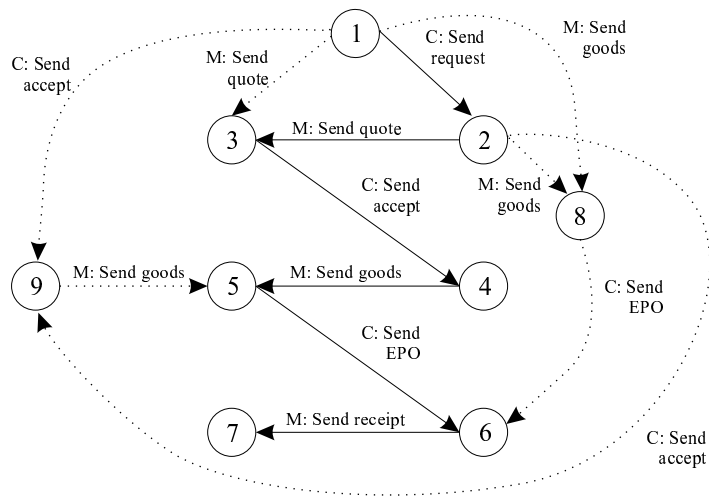 1
C: Send
request
M: Send
goods
C: Send
accept
M: Send
quote
3
M: Send quote
2
C: Send
accept
M: Send
goods
8
9
M: Send goods
5
M: Send goods
4
C: Send
EPO
C: Send
EPO
7
M: Send receipt
6
C: Send
accept